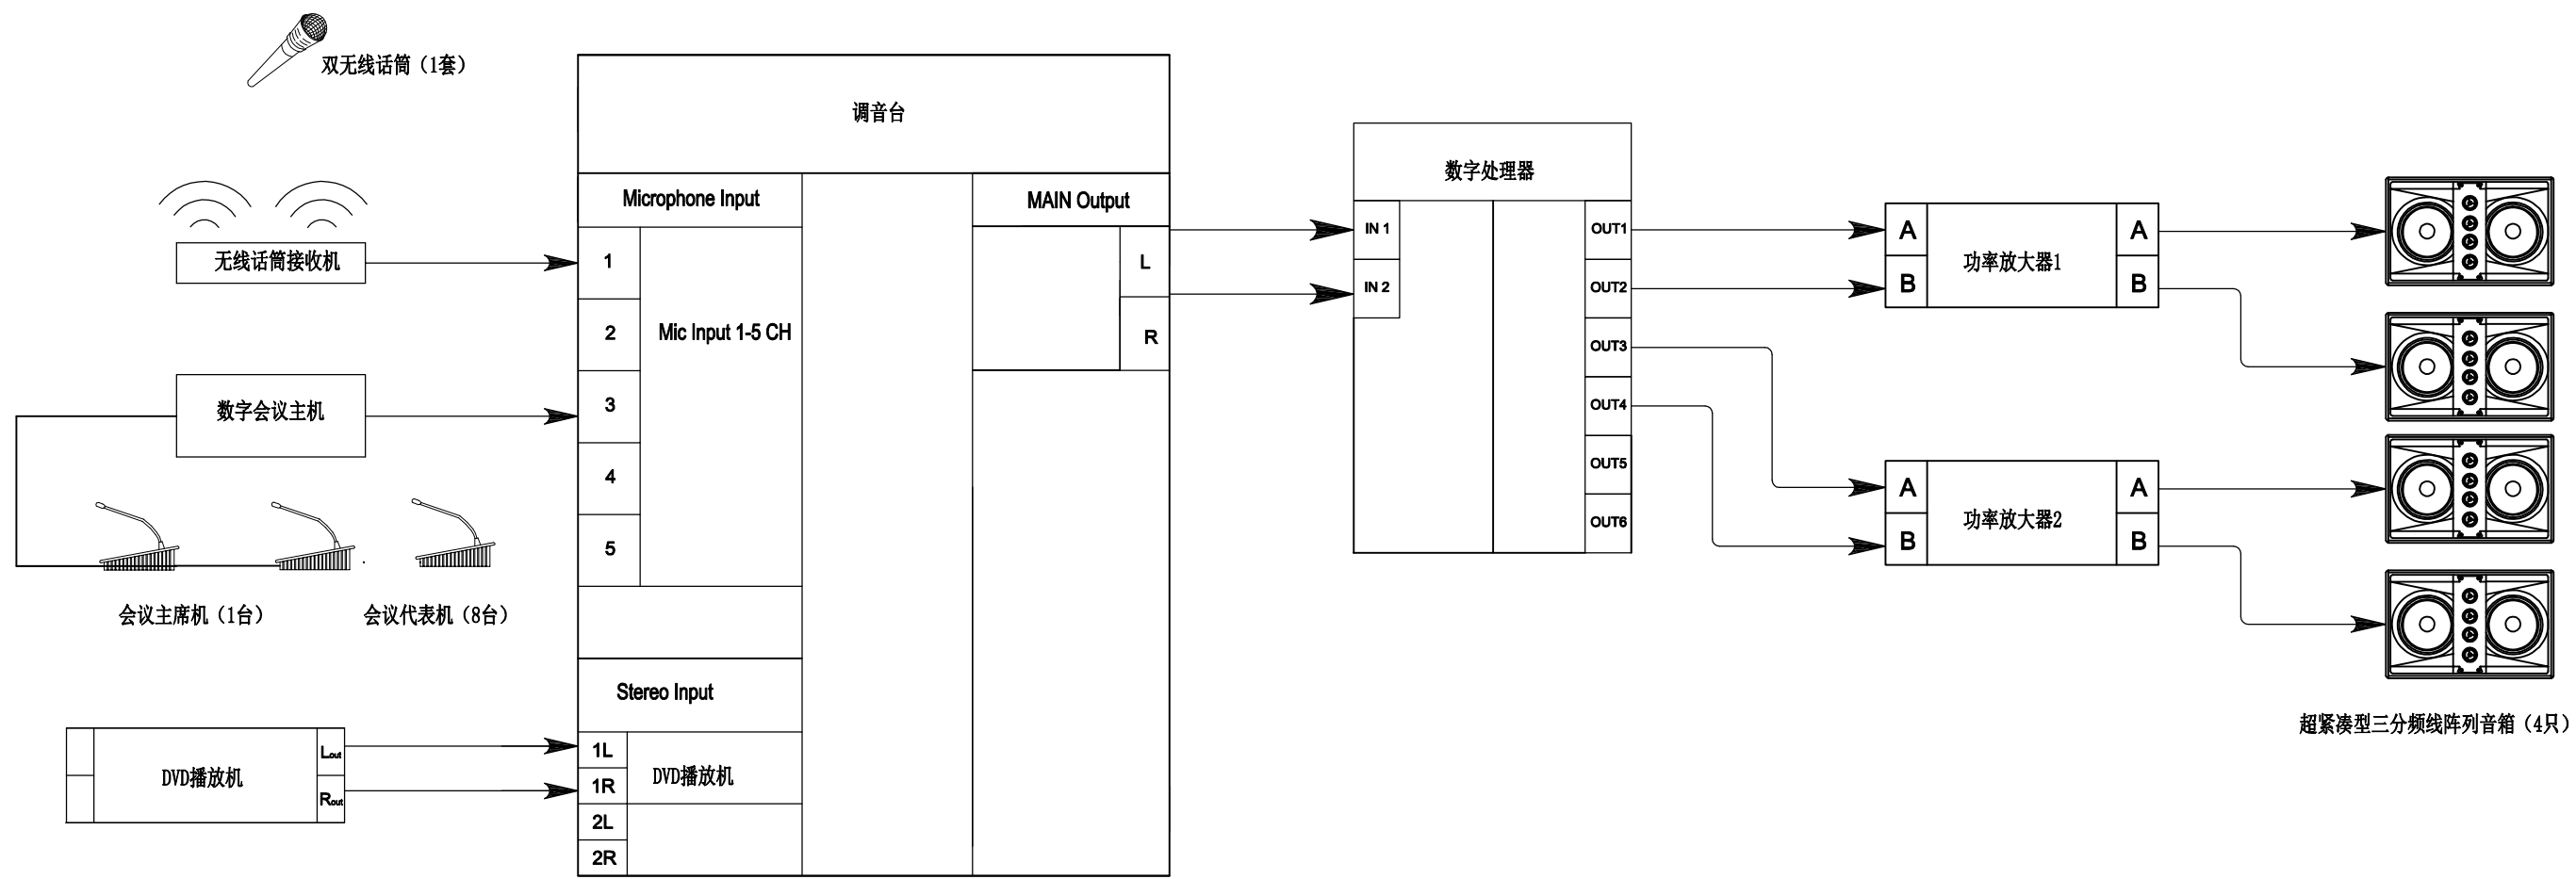 双无线话筒（1套）
无线话筒接收机
数字会议主机
会议主席机（1台）
会议代表机（8台）
DVD播放机
Lout
Rout
调音台
Microphone Input
1
2
3
4
5
Mic Input 1-5 CH
Stereo Input
1L
1R
2L
2R
DVD播放机
MAIN Output
L
R
数字处理器
IN 1
IN 2
OUT1
OUT2
OUT3
OUT4
OUT5
OUT6
A
B
功率放大器1
A
B
A
B
功率放大器2
A
B
超紧凑型三分频线阵列音箱（4只）